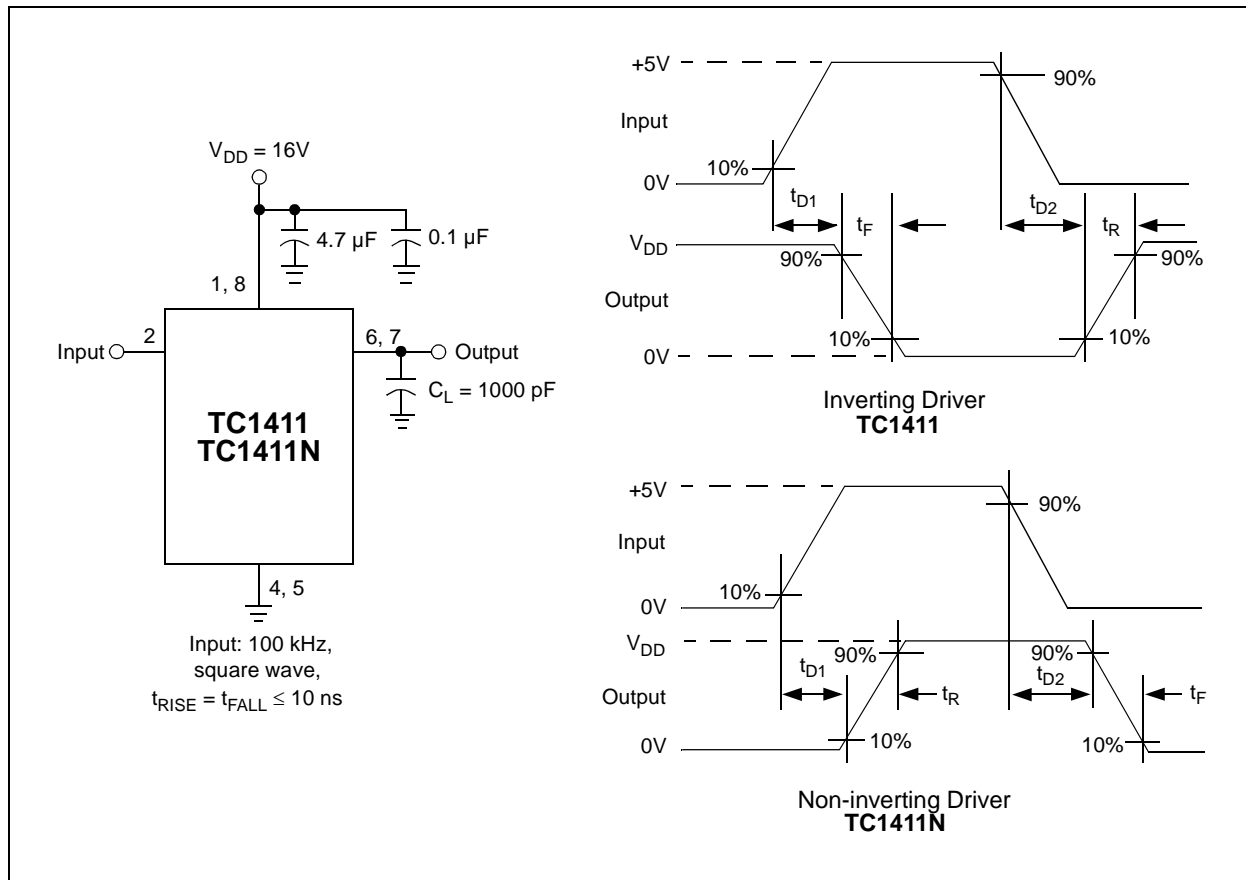 V_DD = 16V
4.7 µF
0.1 µF
1, 8
Input
2
6, 7
Output
C_L = 1000 pF
TC1411
TC1411N
4, 5
Input: 100 kHz,
square wave,
t_RISE = t_FALL ≤ 10 ns
+5V
90%
Input
10%
0V
t_D1
t_F
t_D2
t_R
V_DD
90%
90%
Output
10%
10%
0V
Inverting Driver
TC1411
+5V
90%
Input
10%
0V
V_DD
90%
90%
t_D1
t_D2
Output
t_R
t_F
0V
10%
10%
Non-inverting Driver
TC1411N